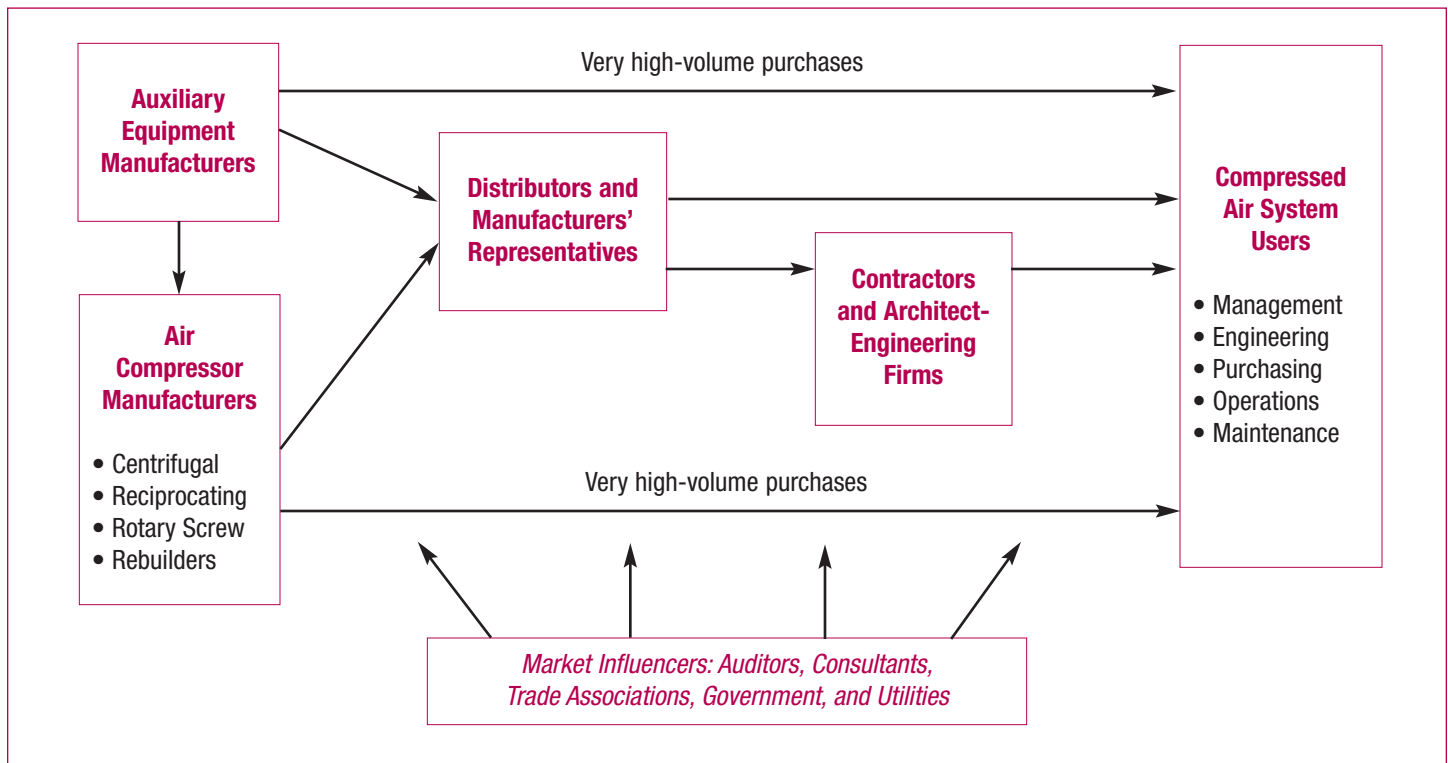 Very high-volume purchases
Auxiliary
Equipment
Manufacturers
Distributors and
Manufacturers’
Representatives
Contractors
and Architect-
Engineering
Firms
Compressed
Air System
Users
• Management
• Engineering
• Purchasing
• Operations
• Maintenance
Air
Compressor
Manufacturers
• Centrifugal
• Reciprocating
• Rotary Screw
• Rebuilders
Very high-volume purchases
Market Influencers: Auditors, Consultants,
Trade Associations, Government, and Utilities